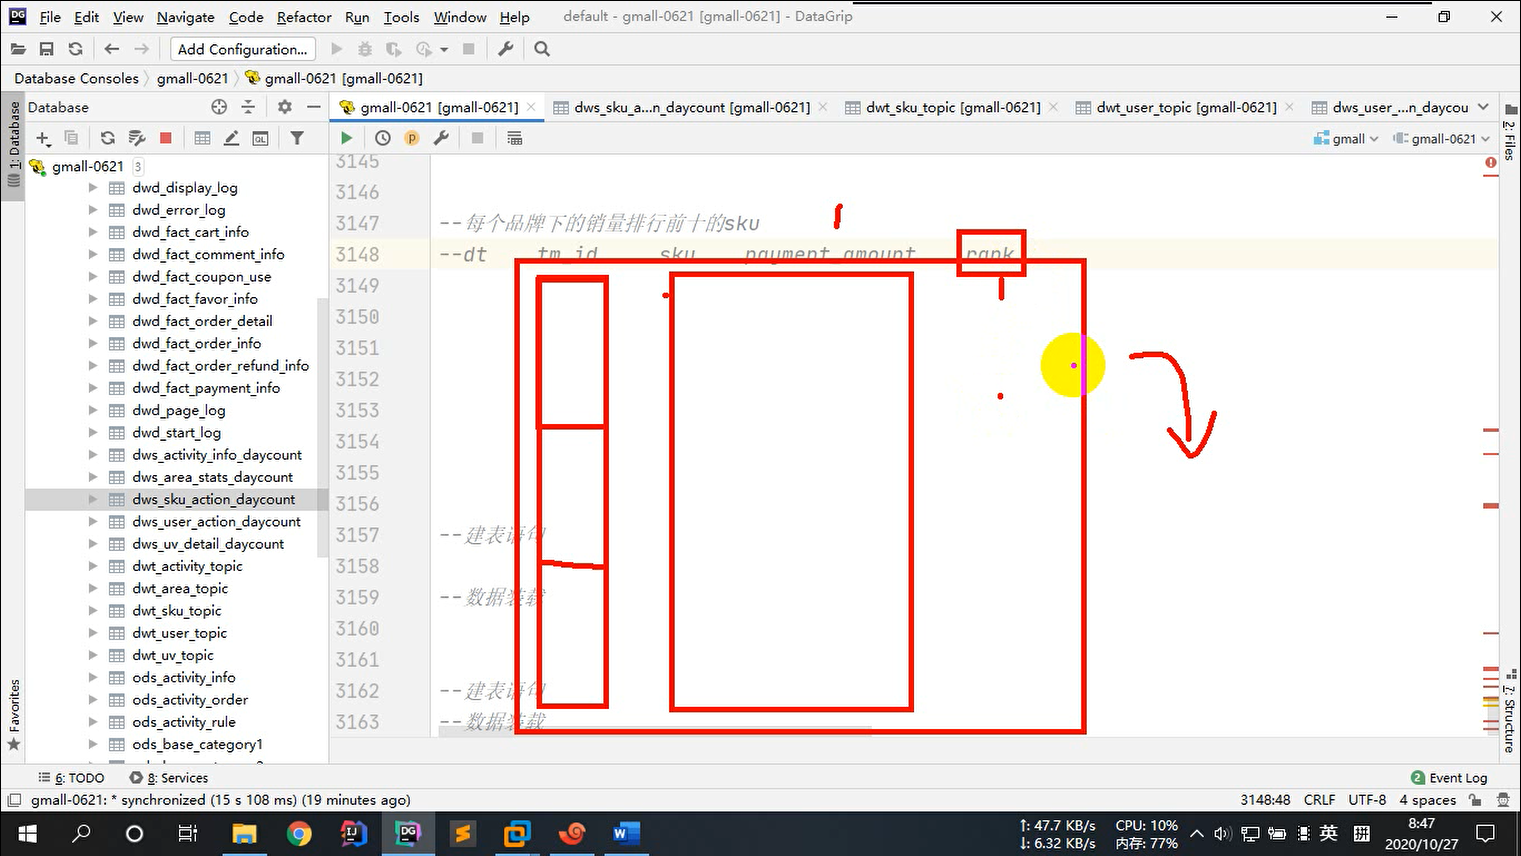 File Edit View Navigate Code Refactor Run Tools Window Help default - gmall-0621 [gmall-0621] - DataGrip
Add Configuration...
Database Consoles gmall-0621 gmall-0621 [gmall-0621]
Database
gmall-0621 [gmall-0621] dws_sku_a...n_daycount [gmall-0621] dwt_sku_topic [gmall-0621] dwt_user_topic [gmall-0621] dws_user_...n_daycou
gmall gmall-0621
1: Database
2: Files
7: Structure
Favorites
gmall-0621 3
dwd_display_log
dwd_error_log
dwd_fact_cart_info
dwd_fact_comment_info
dwd_fact_coupon_use
dwd_fact_favor_info
dwd_fact_order_detail
dwd_fact_order_info
dwd_fact_order_refund_info
dwd_fact_payment_info
dwd_page_log
dwd_start_log
dws_activity_info_daycount
dws_area_stats_daycount
dws_sku_action_daycount
dws_user_action_daycount
dws_uv_detail_daycount
dwt_activity_topic
dwt_area_topic
dwt_sku_topic
dwt_user_topic
dwt_uv_topic
ods_activity_info
ods_activity_order
ods_activity_rule
ods_base_category1
3145
3146
3147 --每个品牌下的销量排行前十的sku
3148 --dt tm_id sku payment_amount rank
3149
3150
3151
3152
3153
3154
3155
3156
3157 --建表语句
3158
3159 --数据装载
3160
3161
3162 --建表语句
3163 --数据装载
6: TODO 8: Services 2 Event Log
gmall-0621: * synchronized (15 s 108 ms) (19 minutes ago) 3148:48 CRLF UTF-8 4 spaces
↑: 47.7 KB/s CPU: 10%
↓: 6.32 KB/s 内存: 77%
英 拼
8:47
2020/10/27